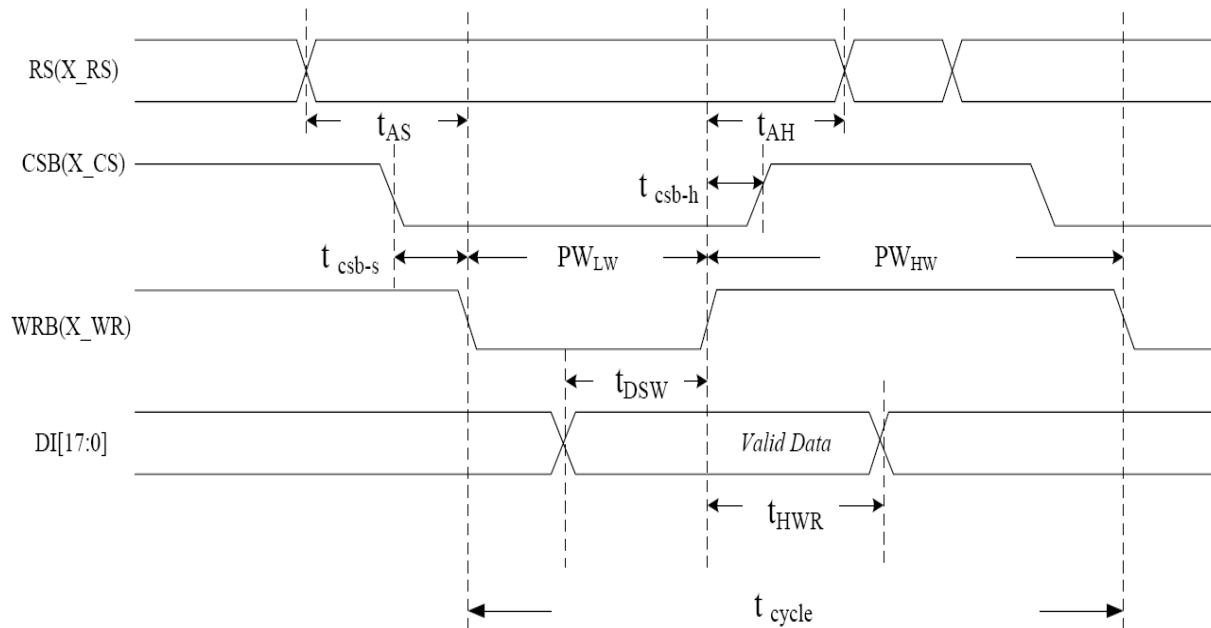 RS(X_RS)
tAS
tAH
CSB(X_CS)
t csb-h
t csb-s
PWLW
PWHW
WRB(X_WR)
tDSW
DI[17:0]
Valid Data
tHWR
t cycle